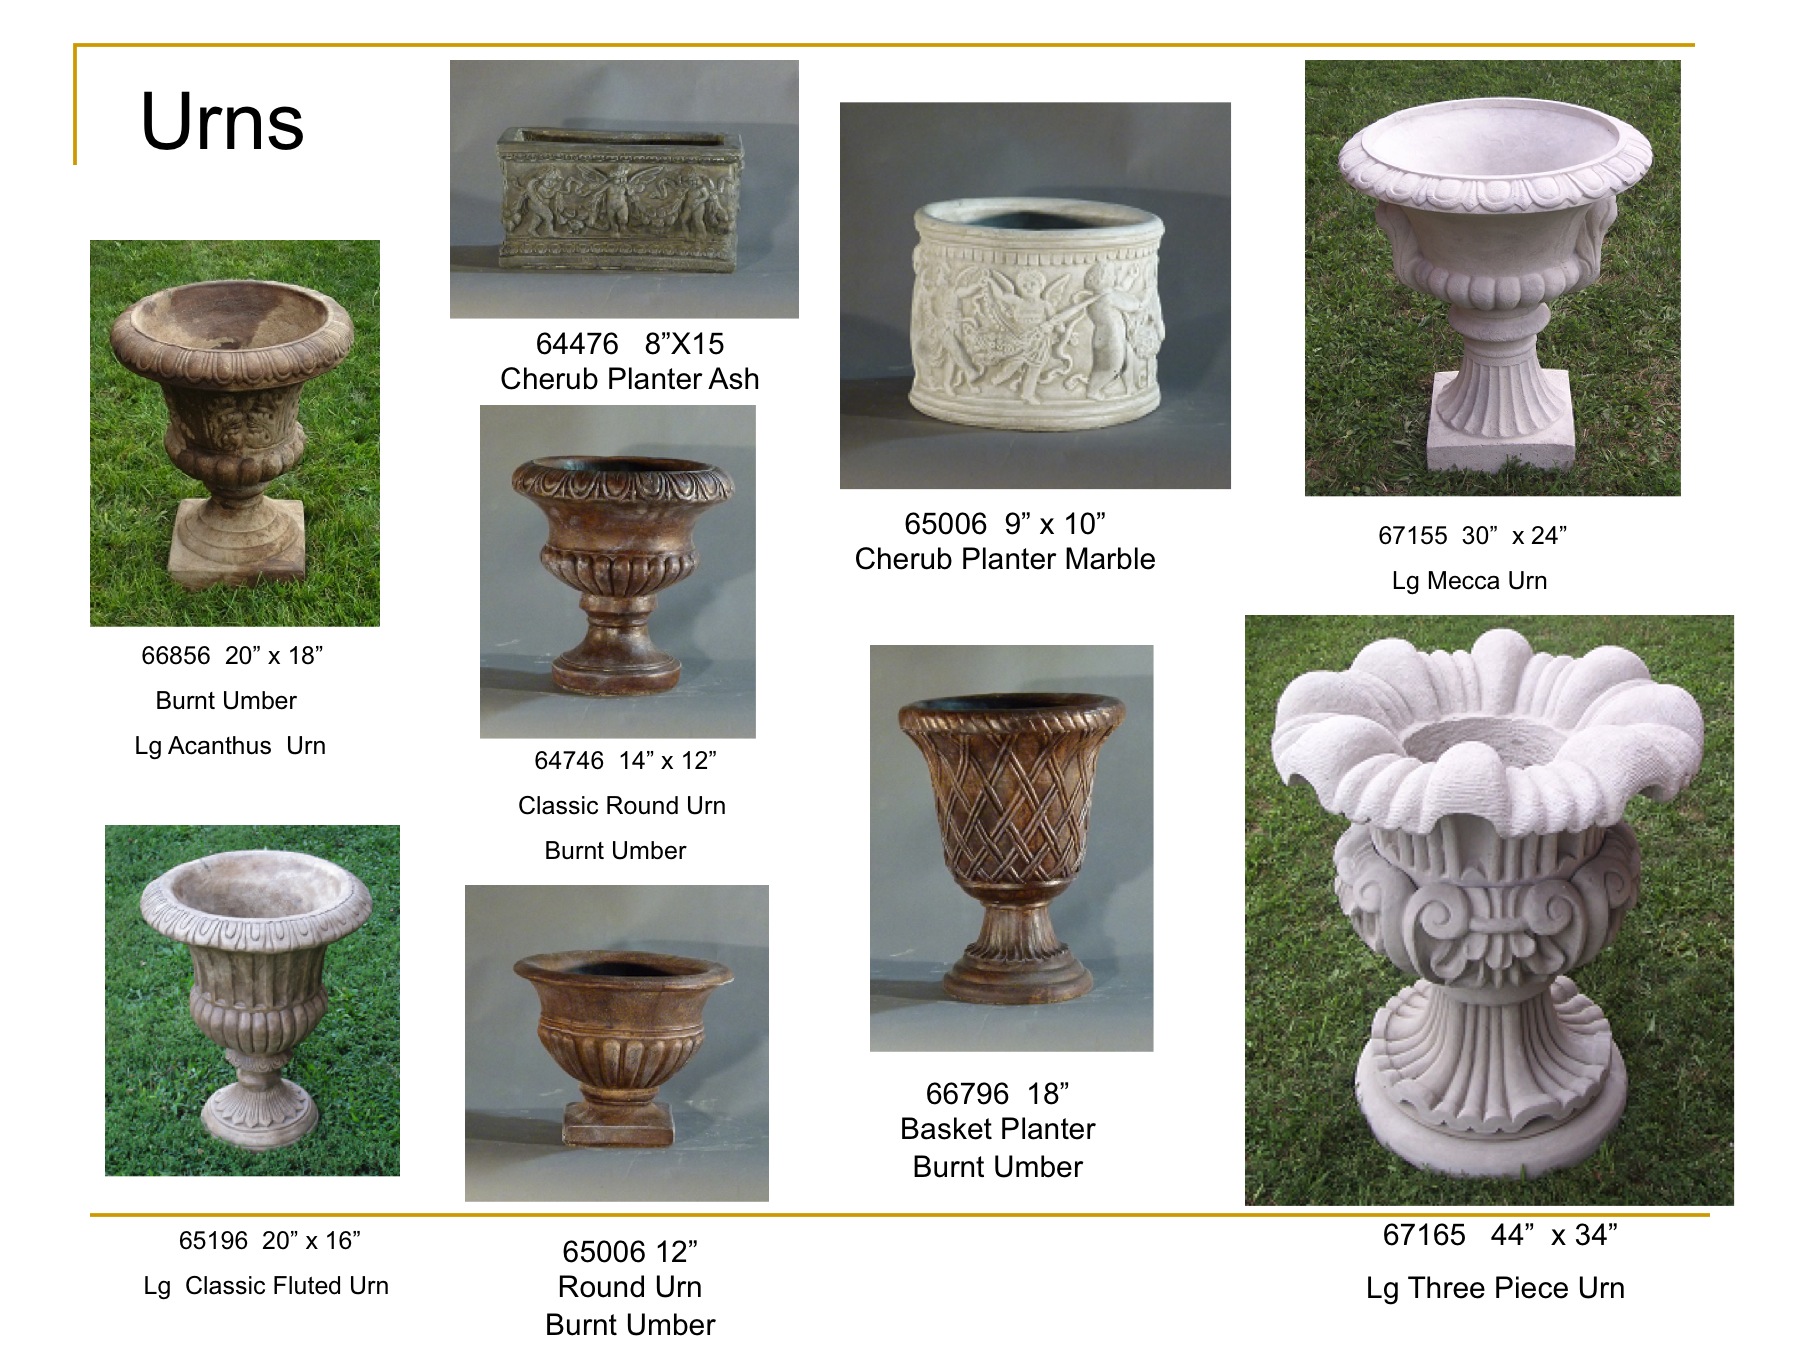 Urns
64476 8”X15
Cherub Planter Ash
65006 9” x 10”
Cherub Planter Marble
67155 30” x 24”
Lg Mecca Urn
66856 20” x 18”
Burnt Umber
Lg Acanthus Urn
64746 14” x 12”
Classic Round Urn
Burnt Umber
66796 18”
Basket Planter
Burnt Umber
65196 20” x 16”
Lg Classic Fluted Urn
65006 12”
Round Urn
Burnt Umber
67165 44” x 34”
Lg Three Piece Urn